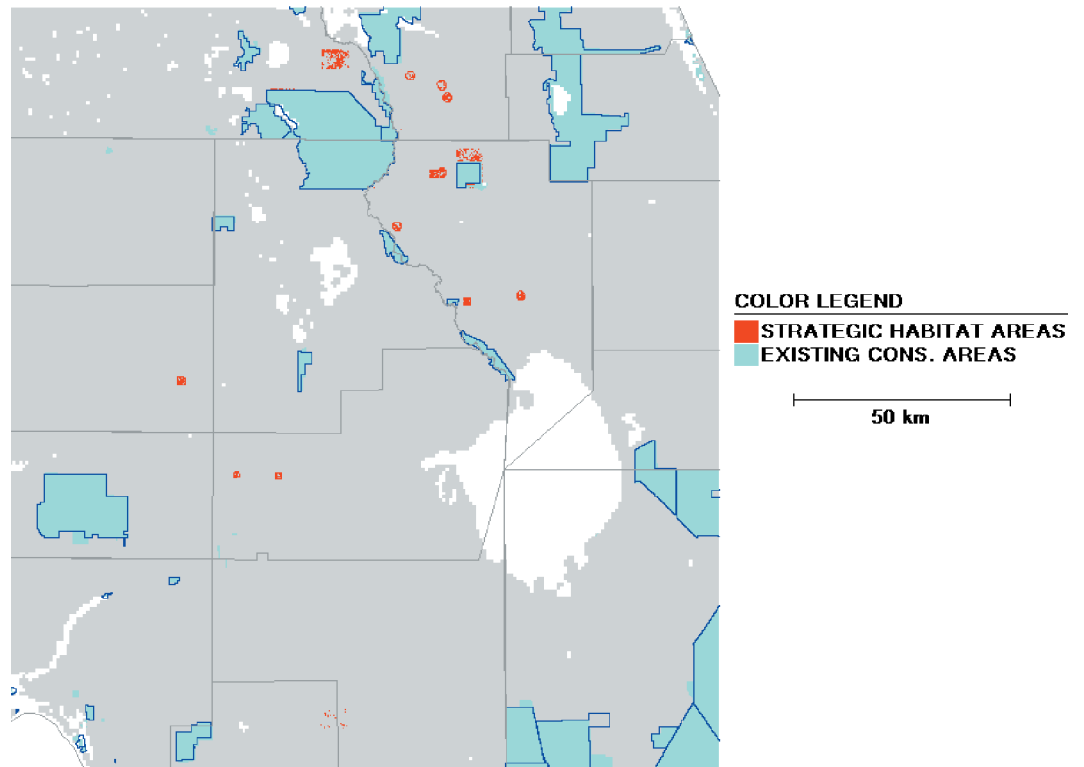 COLOR LEGEND
STRATEGIC HABITAT AREAS
EXISTING CONS. AREAS
50 km